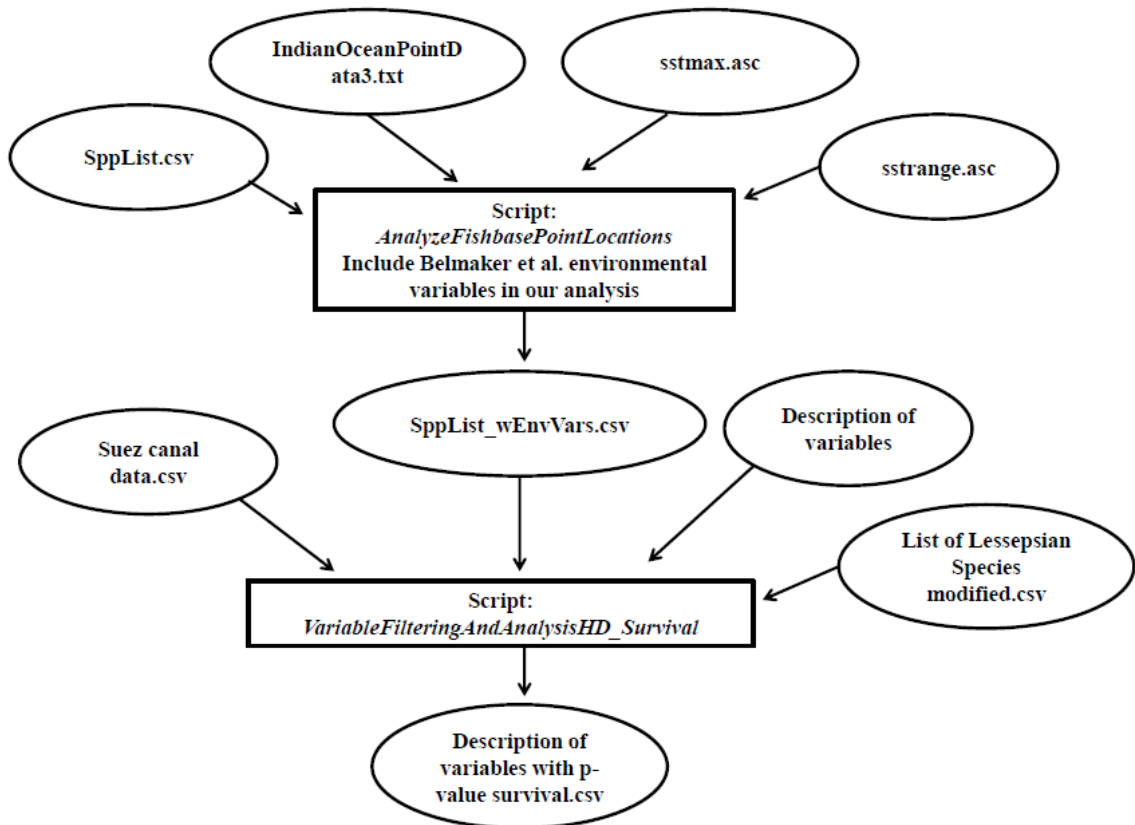 IndianOceanPointD
ata3.txt
sstmax.asc
SppList.csv
sstrange.asc
Script:
AnalyzeFishbasePointLocations
Include Belmaker et al. environmental
variables in our analysis
SppList_wEnvVars.csv
Description of
variables
Suez canal
data.csv
List of Lessepsian
Species
modified.csv
Script:
VariableFilteringAndAnalysisHD_Survival
Description of
variables with p-
value survival.csv